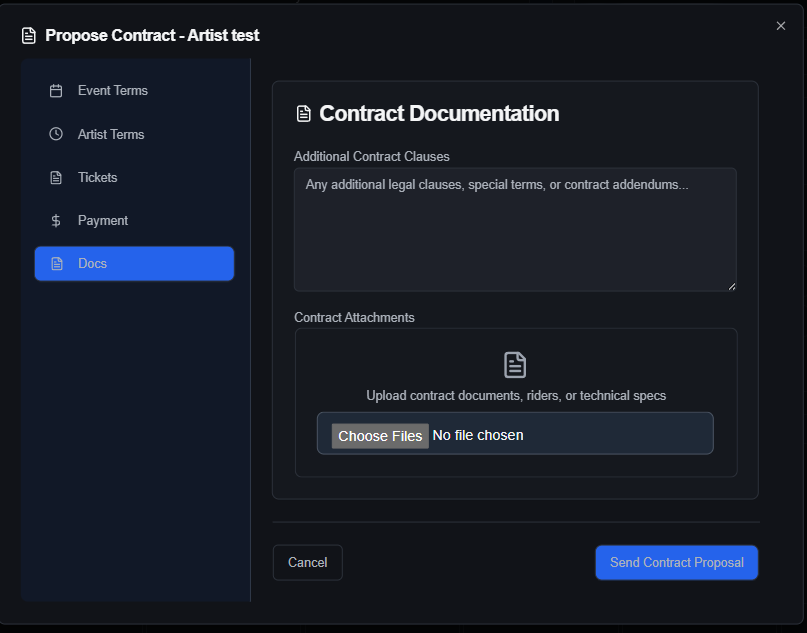 Propose Contract - Artist test
Event Terms
Artist Terms
Tickets
Payment
Docs
Contract Documentation
Additional Contract Clauses
Any additional legal clauses, special terms, or contract addendums...
Contract Attachments
Upload contract documents, riders, or technical specs
Choose Files No file chosen
Cancel
Send Contract Proposal